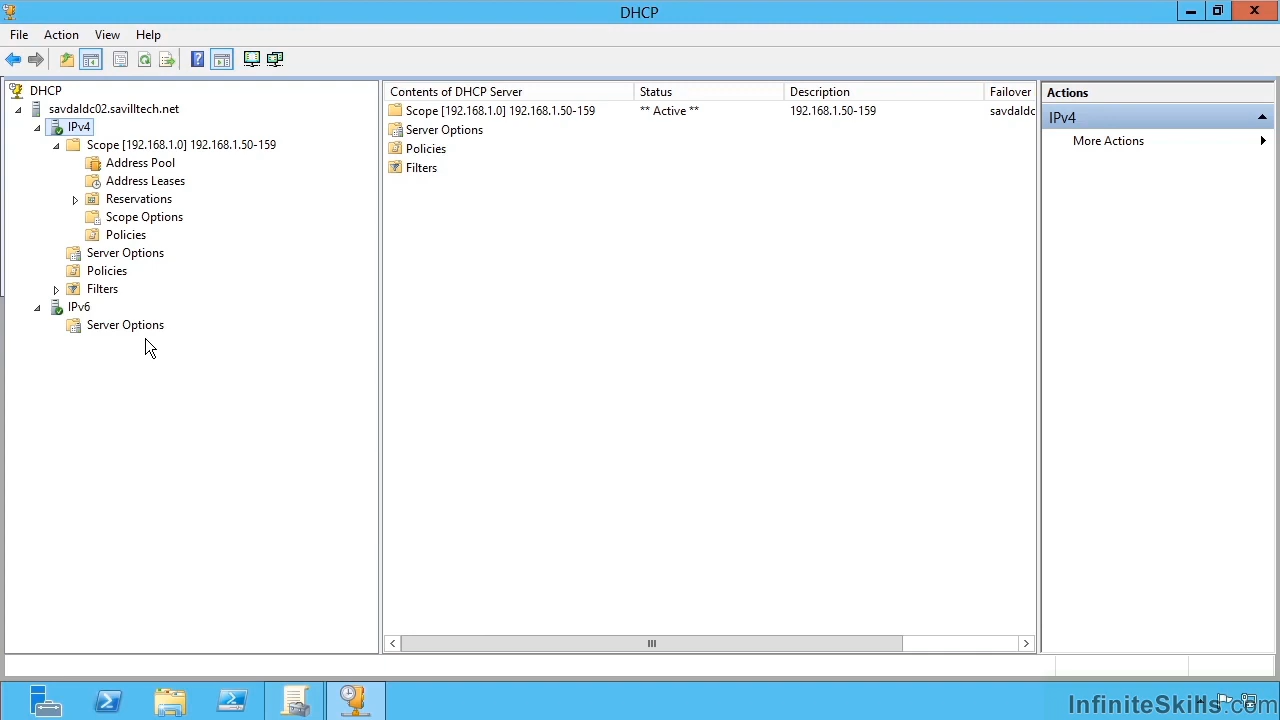 DHCP
File Action View Help
DHCP
savdaldc02.savilltech.net
IPv4
Scope [192.168.1.0] 192.168.1.50-159
Address Pool
Address Leases
Reservations
Scope Options
Policies
Server Options
Policies
Filters
IPv6
Server Options
Contents of DHCP Server Status Description Failover
Scope [192.168.1.0] 192.168.1.50-159 ** Active ** 192.168.1.50-159 savdaldc
Server Options
Policies
Filters
Actions
IPv4
More Actions
InfiniteSkills.com